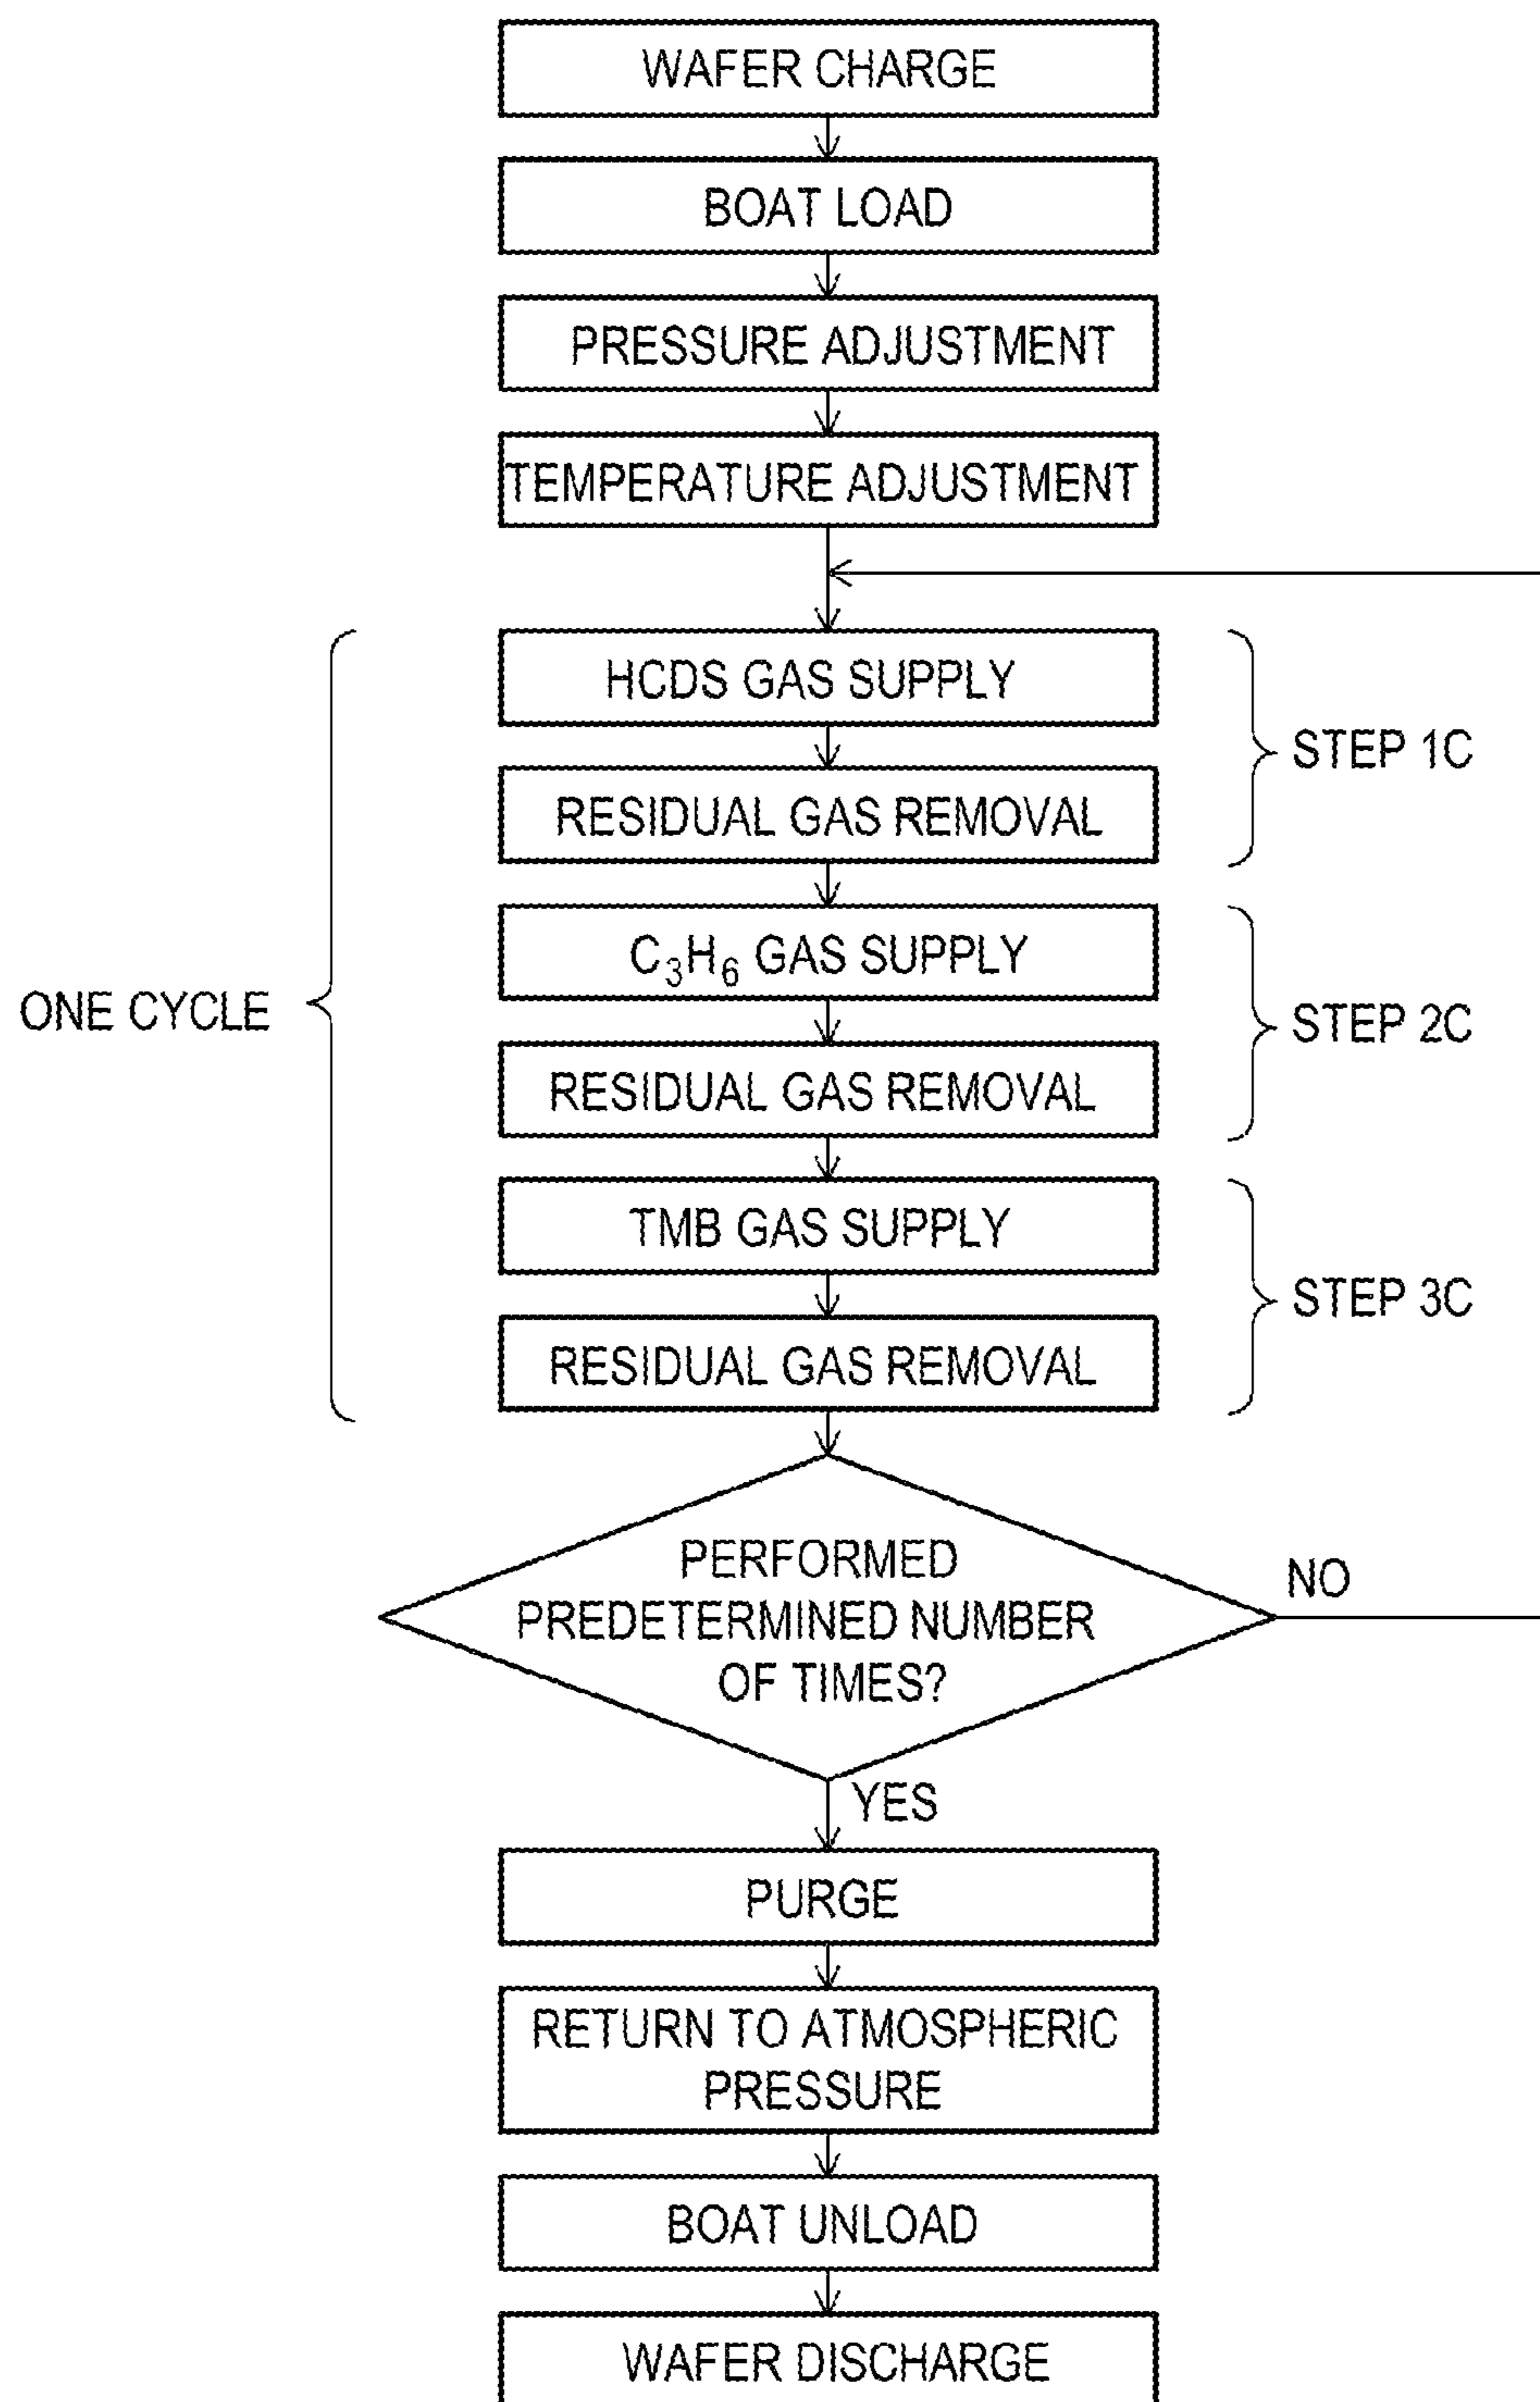 WAFER CHARGE
BOAT LOAD
PRESSURE ADJUSTMENT
TEMPERATURE ADJUSTMENT
HCDS GAS SUPPLY
STEP 1C
RESIDUAL GAS REMOVAL
C₃H₆ GAS SUPPLY
ONE CYCLE
STEP 2C
RESIDUAL GAS REMOVAL
TMB GAS SUPPLY
STEP 3C
RESIDUAL GAS REMOVAL
PERFORMED
PREDETERMINED NUMBER
OF TIMES?
NO
YES
PURGE
RETURN TO ATMOSPHERIC
PRESSURE
BOAT UNLOAD
WAFER DISCHARGE